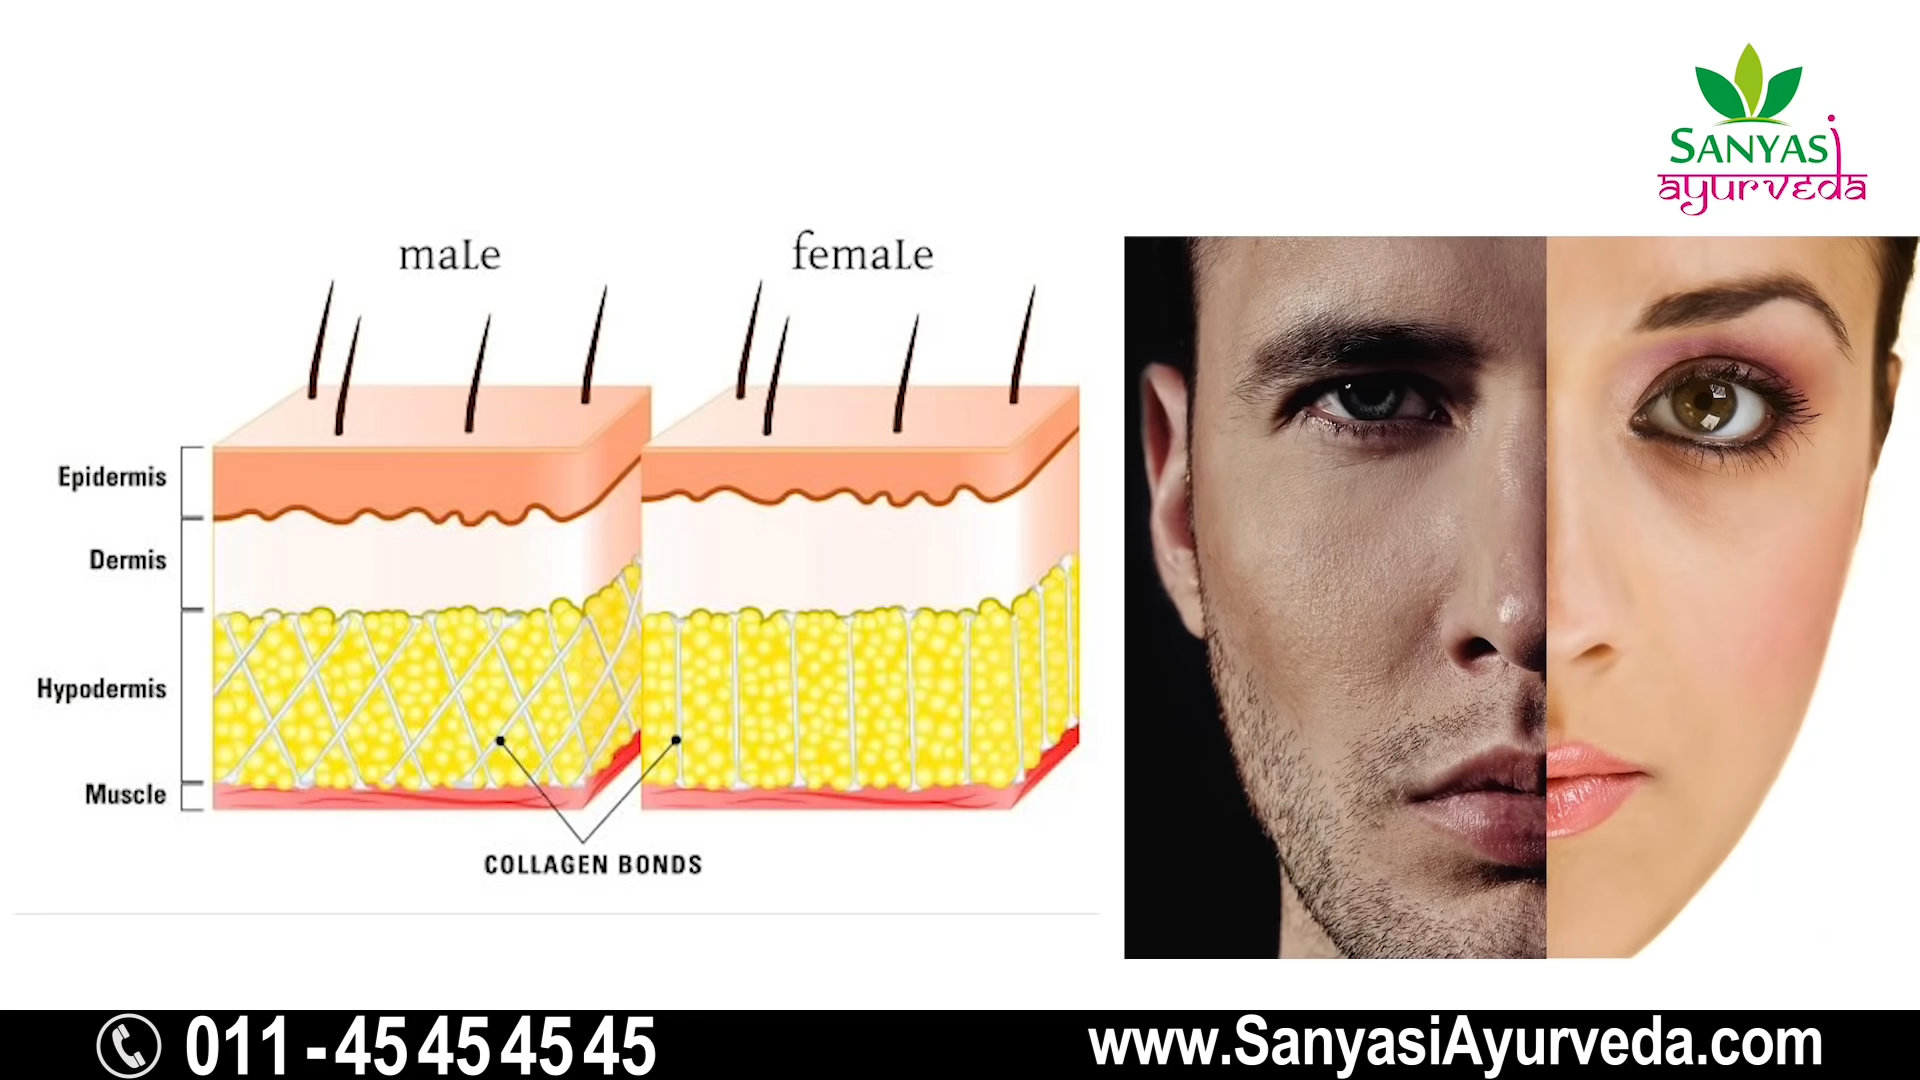 SANYASi
ayurveda
male
female
Epidermis
Dermis
Hypodermis
Muscle
COLLAGEN BONDS
011-45454545
www.SanyasiAyurveda.com